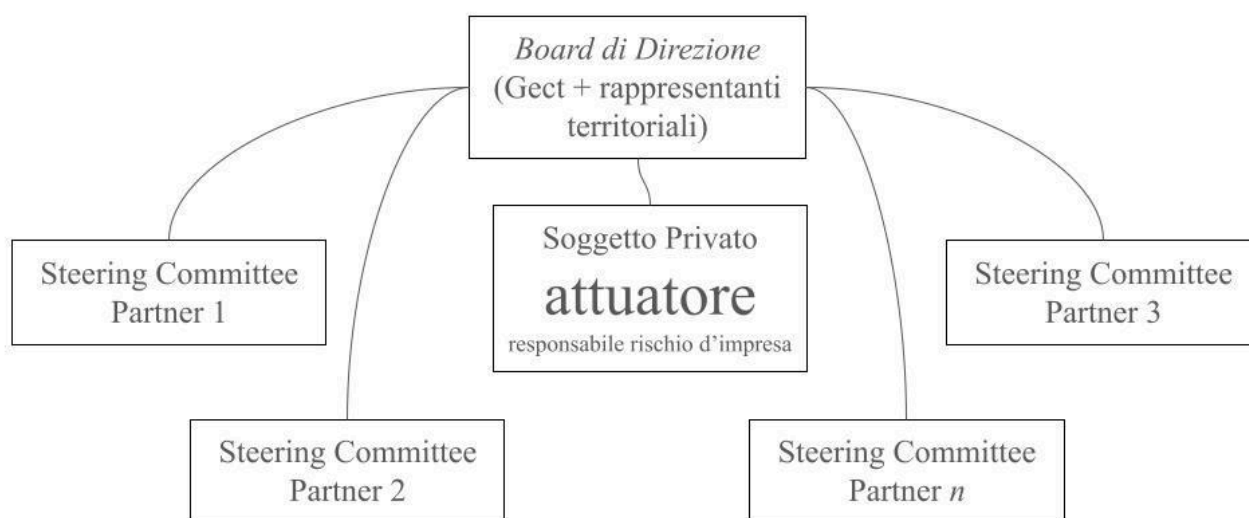 Board di Direzione
(Gect + rappresentanti
territoriali)
Soggetto Privato
attuatore
responsabile rischio d'impresa
Steering Committee
Partner 1
Steering Committee
Partner 3
Steering Committee
Partner 2
Steering Committee
Partner n